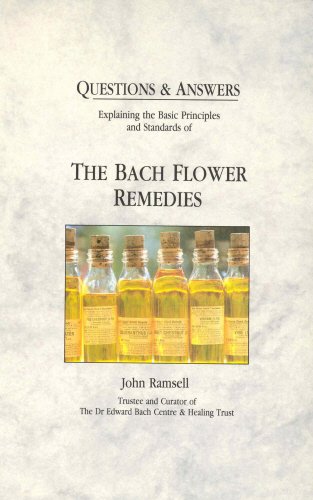 QUESTIONS & ANSWERS
Explaining the Basic Principles
and Standards of
THE BACH FLOWER
REMEDIES
John Ramsell
Trustee and Curator of
The Dr Edward Bach Centre & Healing Trust